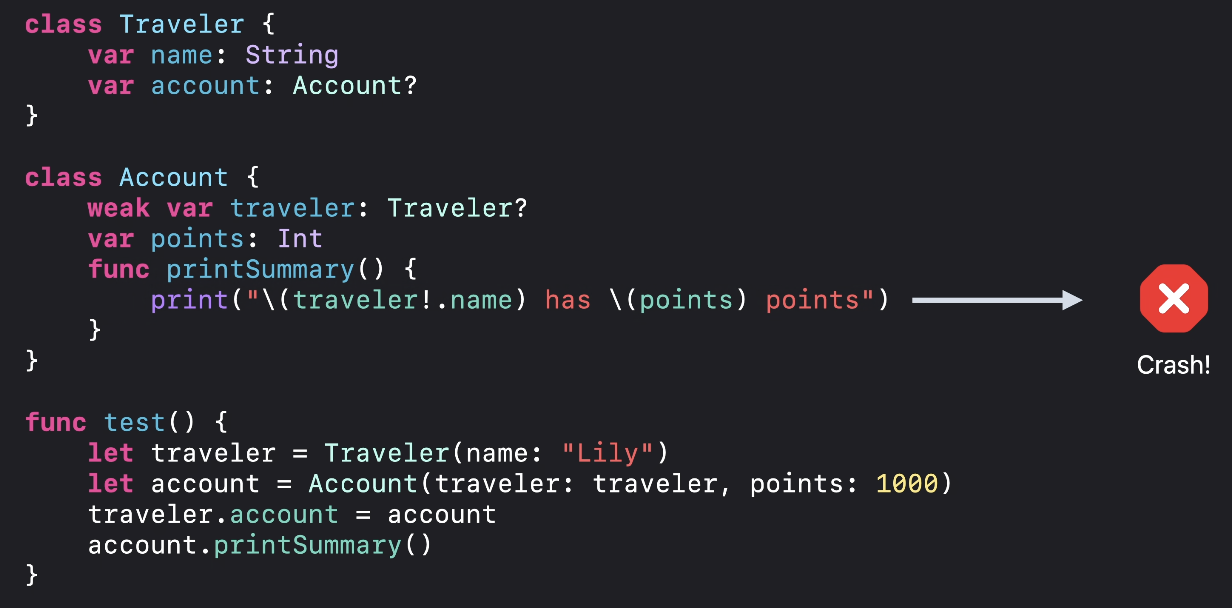 class Traveler {
    var name: String
    var account: Account?
}

class Account {
    weak var traveler: Traveler?
    var points: Int
    func printSummary() {
        print("\(traveler!.name) has \(points) points")
    }
}
Crash!

func test() {
    let traveler = Traveler(name: "Lily")
    let account = Account(traveler: traveler, points: 1000)
    traveler.account = account
    account.printSummary()
}